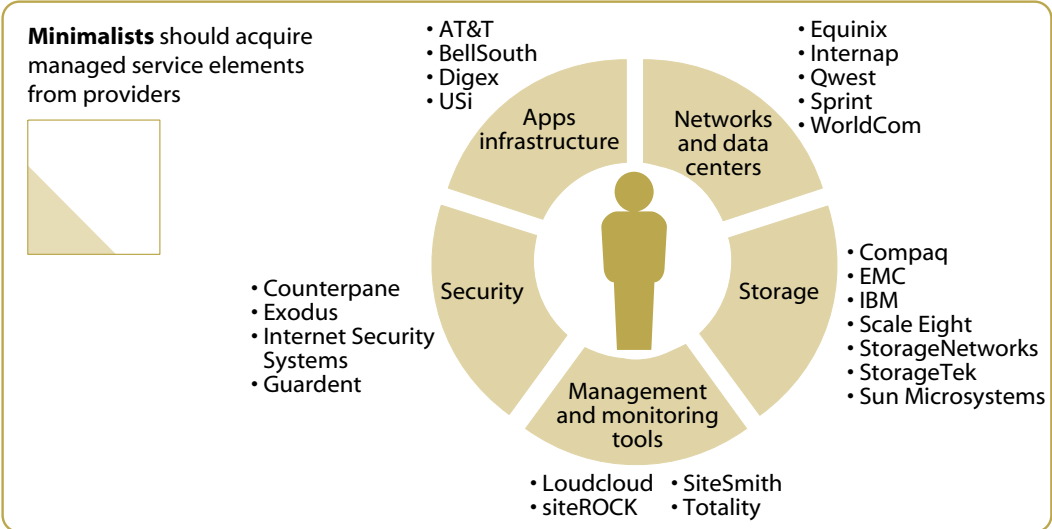 Minimalists should acquire
managed service elements
from providers
• AT&T
• BellSouth
• Digex
• USi
• Equinix
• Internap
• Qwest
• Sprint
• WorldCom
Apps
infrastructure
Networks
and data
centers
Security
Storage
• Counterpane
• Exodus
• Internet Security
Systems
• Guardent
• Compaq
• EMC
• IBM
• Scale Eight
• StorageNetworks
• StorageTek
• Sun Microsystems
Management
and monitoring
tools
• Loudcloud
• siteROCK
• SiteSmith
• Totality